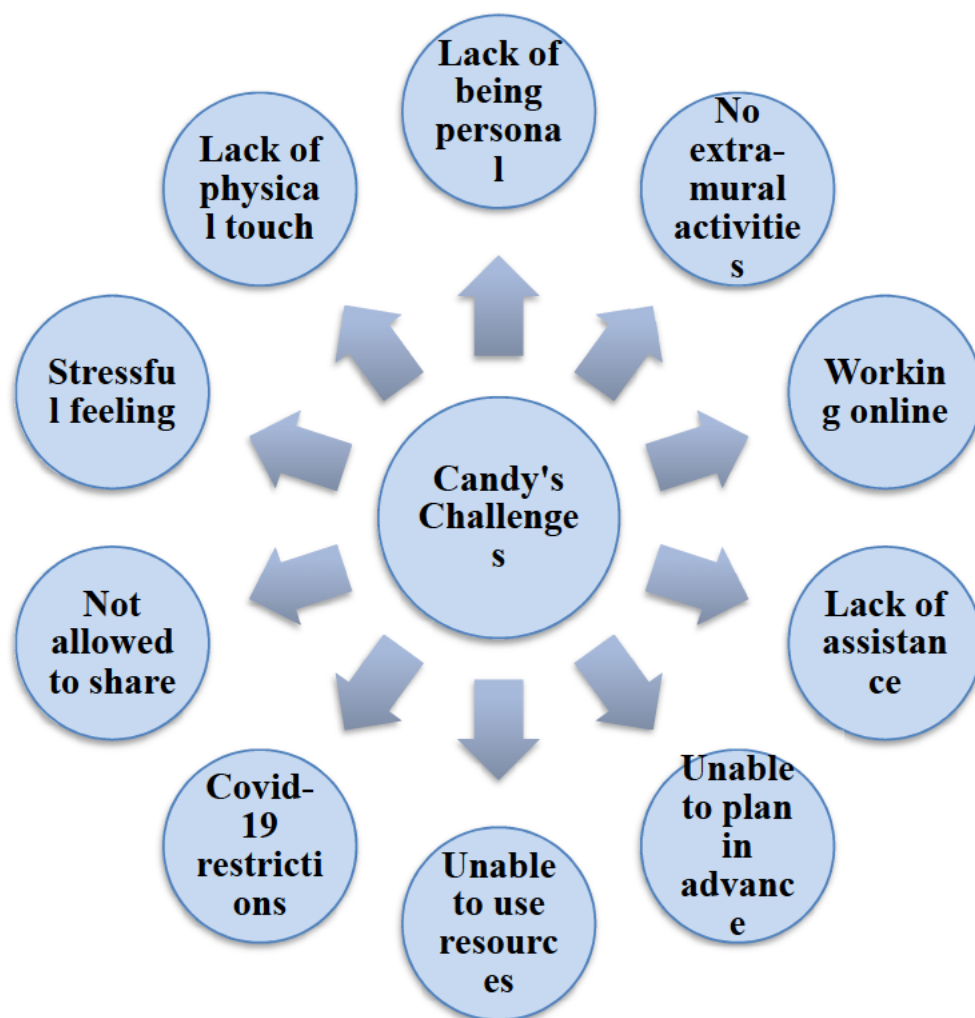 Lack of
being
persona
l
No
extra-
mural
activitie
s
Workin
g online
Lack of
assistan
ce
Unable
to plan
in
advanc
e
Unable
to use
resourc
es
Covid-
19
restricti
ons
Not
allowed
to share
Stressfu
l feeling
Lack of
physica
l touch
Candy's
Challenge
s